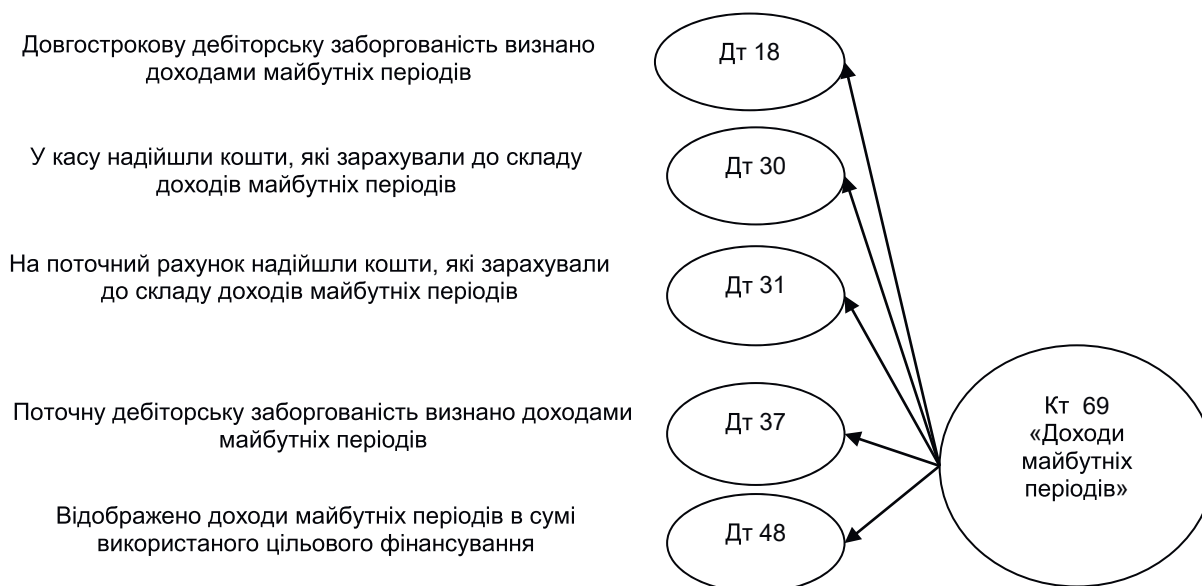 Довгострокову дебіторську заборгованість визнано
доходами майбутніх періодів
Дт 18
У касу надійшли кошти, які зарахували до складу
доходів майбутніх періодів
Дт 30
На поточний рахунок надійшли кошти, які зарахували
до складу доходів майбутніх періодів
Дт 31
Поточну дебіторську заборгованість визнано доходами
майбутніх періодів
Дт 37
Відображено доходи майбутніх періодів в сумі
використаного цільового фінансування
Дт 48
Кт 69
«Доходи
майбутніх
періодів»